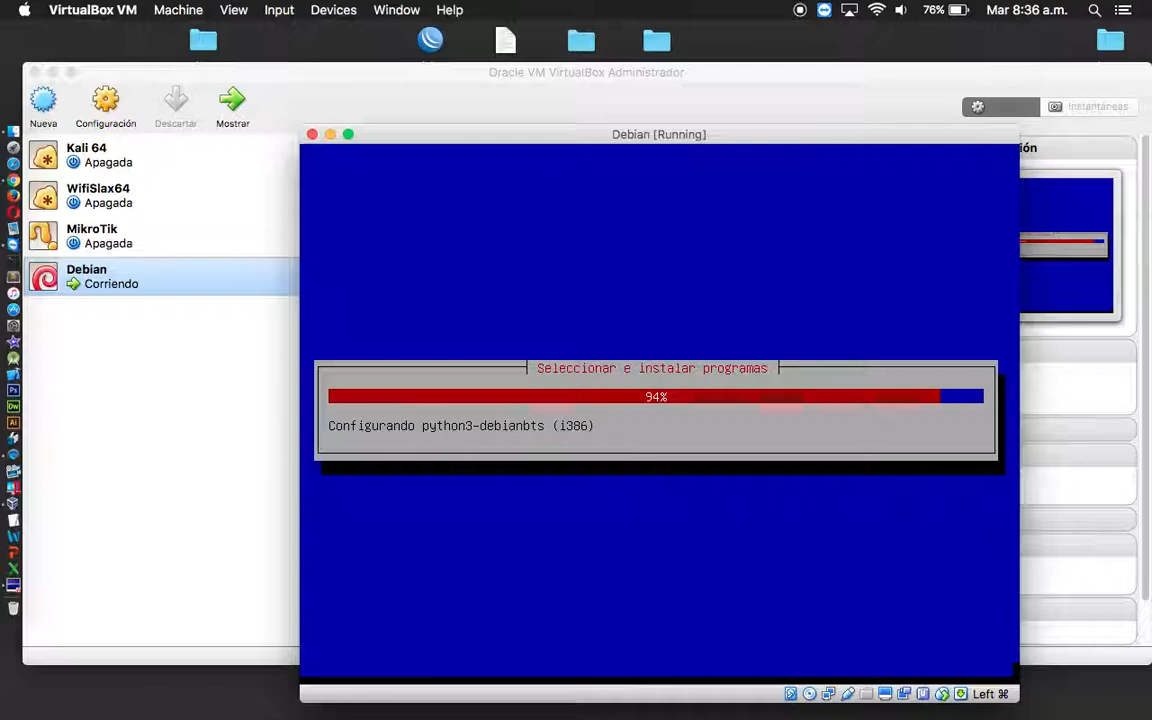 VirtualBox VM Machine View Input Devices Window Help 76% Mar 8:36 a.m.
Oracle VM VirtualBox Administrador
Nueva Configuración Descartar Mostrar
Instantáneas
Kali 64
Apagada
WifiSlax64
Apagada
MikroTik
Apagada
Debian
Corriendo
Debian [Running]
ión
Seleccionar e instalar programas
94%
Configurando python3-debianbts (i386)
Left ⌘